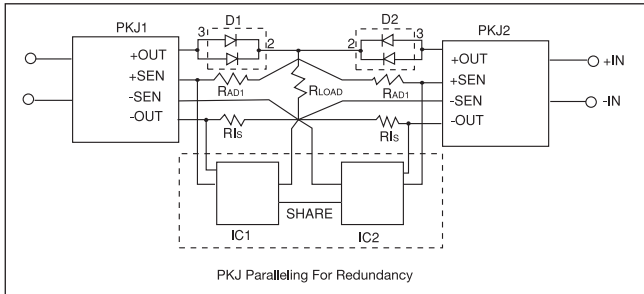 PKJ1
D1
D2
PKJ2
3
2
2
3
+OUT
+SEN
-SEN
-OUT
+OUT
+SEN
-SEN
-OUT
+IN
-IN
RAD1
RLOAD
RAD1
RIS
RIS
SHARE
IC1
IC2
PKJ Paralleling For Redundancy